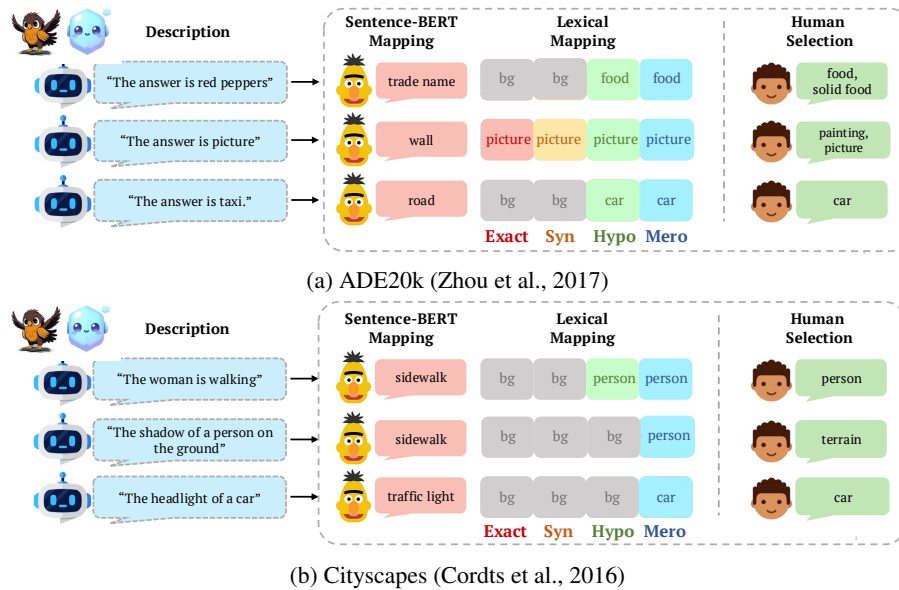 Description
Sentence-BERT
Mapping
Lexical
Mapping
Human
Selection
“The answer is red peppers”
trade name
bg bg food food
food,
solid food
“The answer is picture”
wall
picture picture picture picture
painting,
picture
“The answer is taxi.”
road
bg bg car car
car
Exact Syn Hypo Mero
(a) ADE20k (Zhou et al., 2017)
Description
Sentence-BERT
Mapping
Lexical
Mapping
Human
Selection
“The woman is walking”
sidewalk
bg bg person person
person
“The shadow of a person on
the ground”
sidewalk
bg bg bg person
terrain
“The headlight of a car”
traffic light
bg bg bg car
car
Exact Syn Hypo Mero
(b) Cityscapes (Cordts et al., 2016)